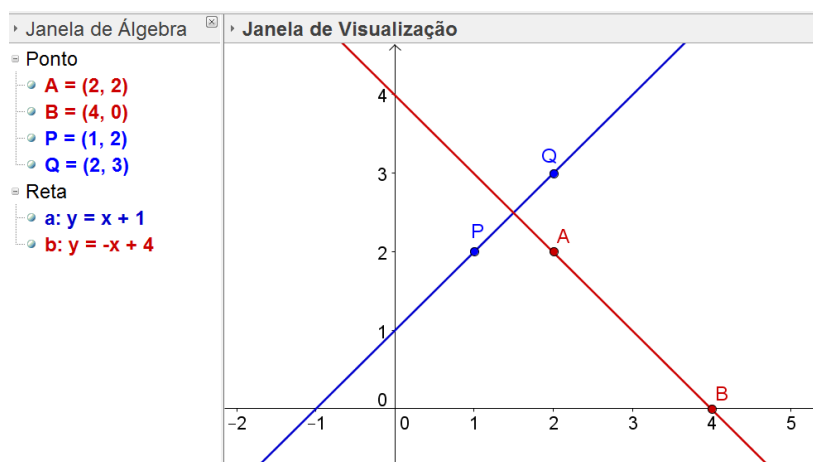 Janela de Álgebra
Ponto
A = (2, 2)
B = (4, 0)
P = (1, 2)
Q = (2, 3)
Reta
a: y = x + 1
b: y = -x + 4
Janela de Visualização
4
Q
3
P
A
2
1
B
0
−2 −1 0 1 2 3 4 5